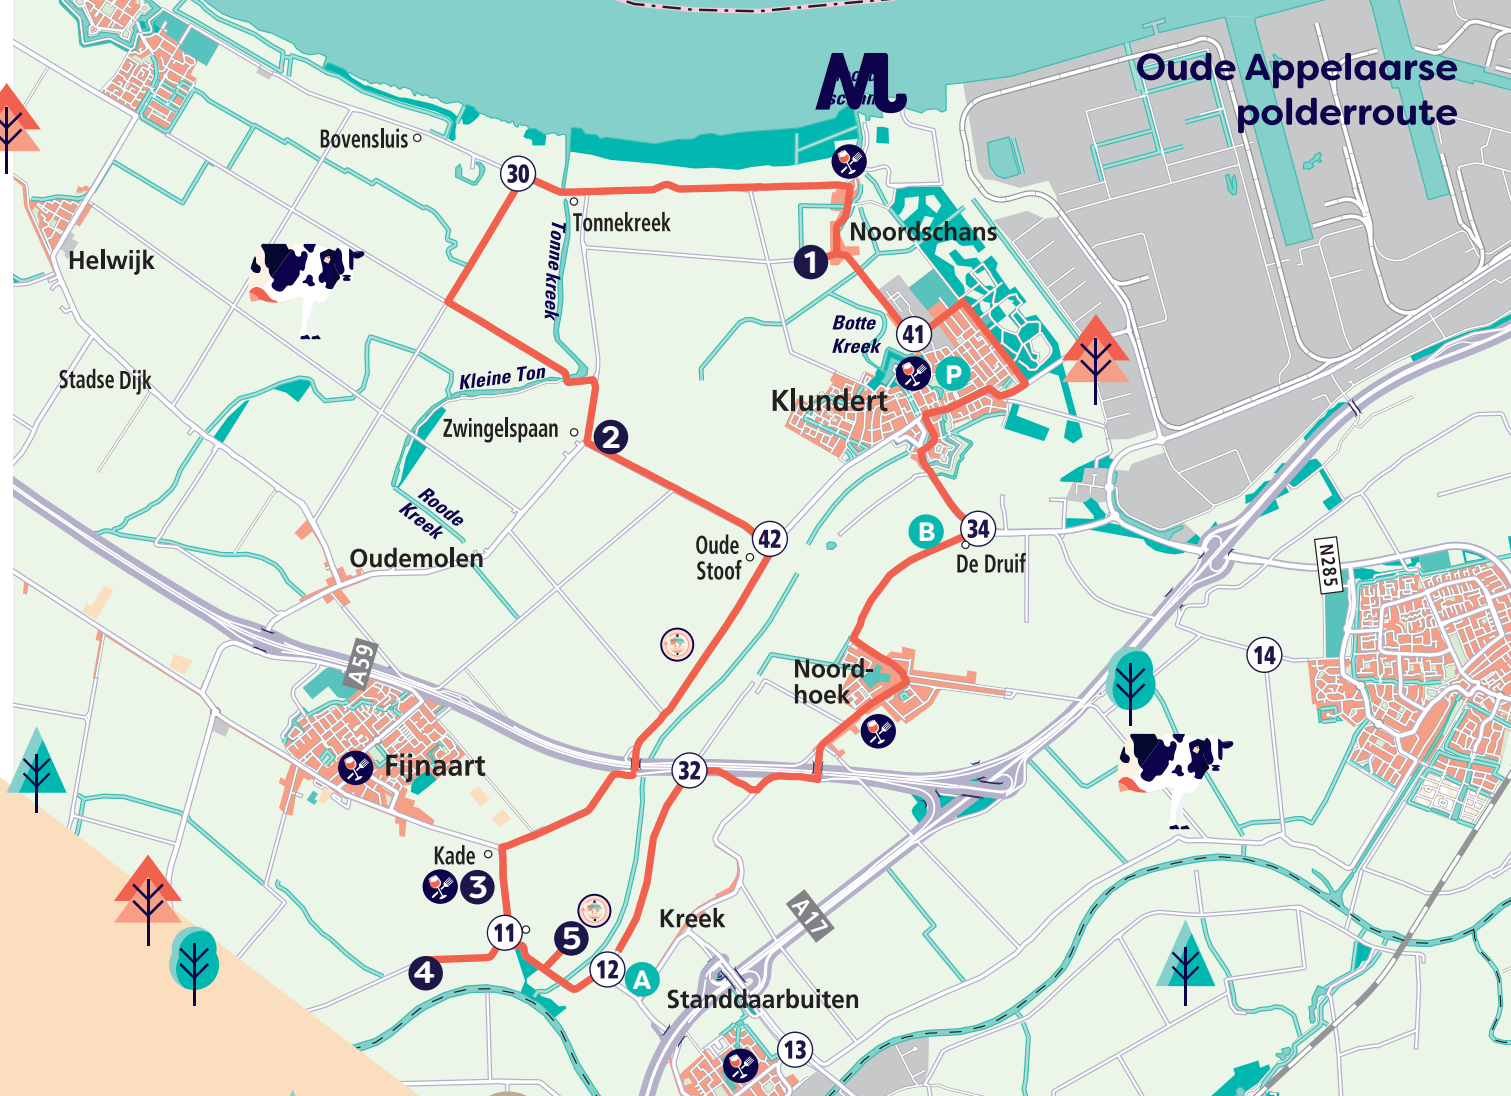 Oude Appelaarse
polderroute
M
Bovensluis
30
Tonnekreek
Tonne kreek
Noordschans
Helwijk
1
Botte
Kreek
41
P
Stadse Dijk
Kleine Ton
Klundert
Zwingelspaan
2
Roode
Kreek
42
B
34
Oude
Stoof
De Druif
Oudemolen
N285
A59
14
Noord-
hoek
Fijnaart
32
Kade
3
A17
Kreek
11
5
4
12
A
Standdaarbuiten
13